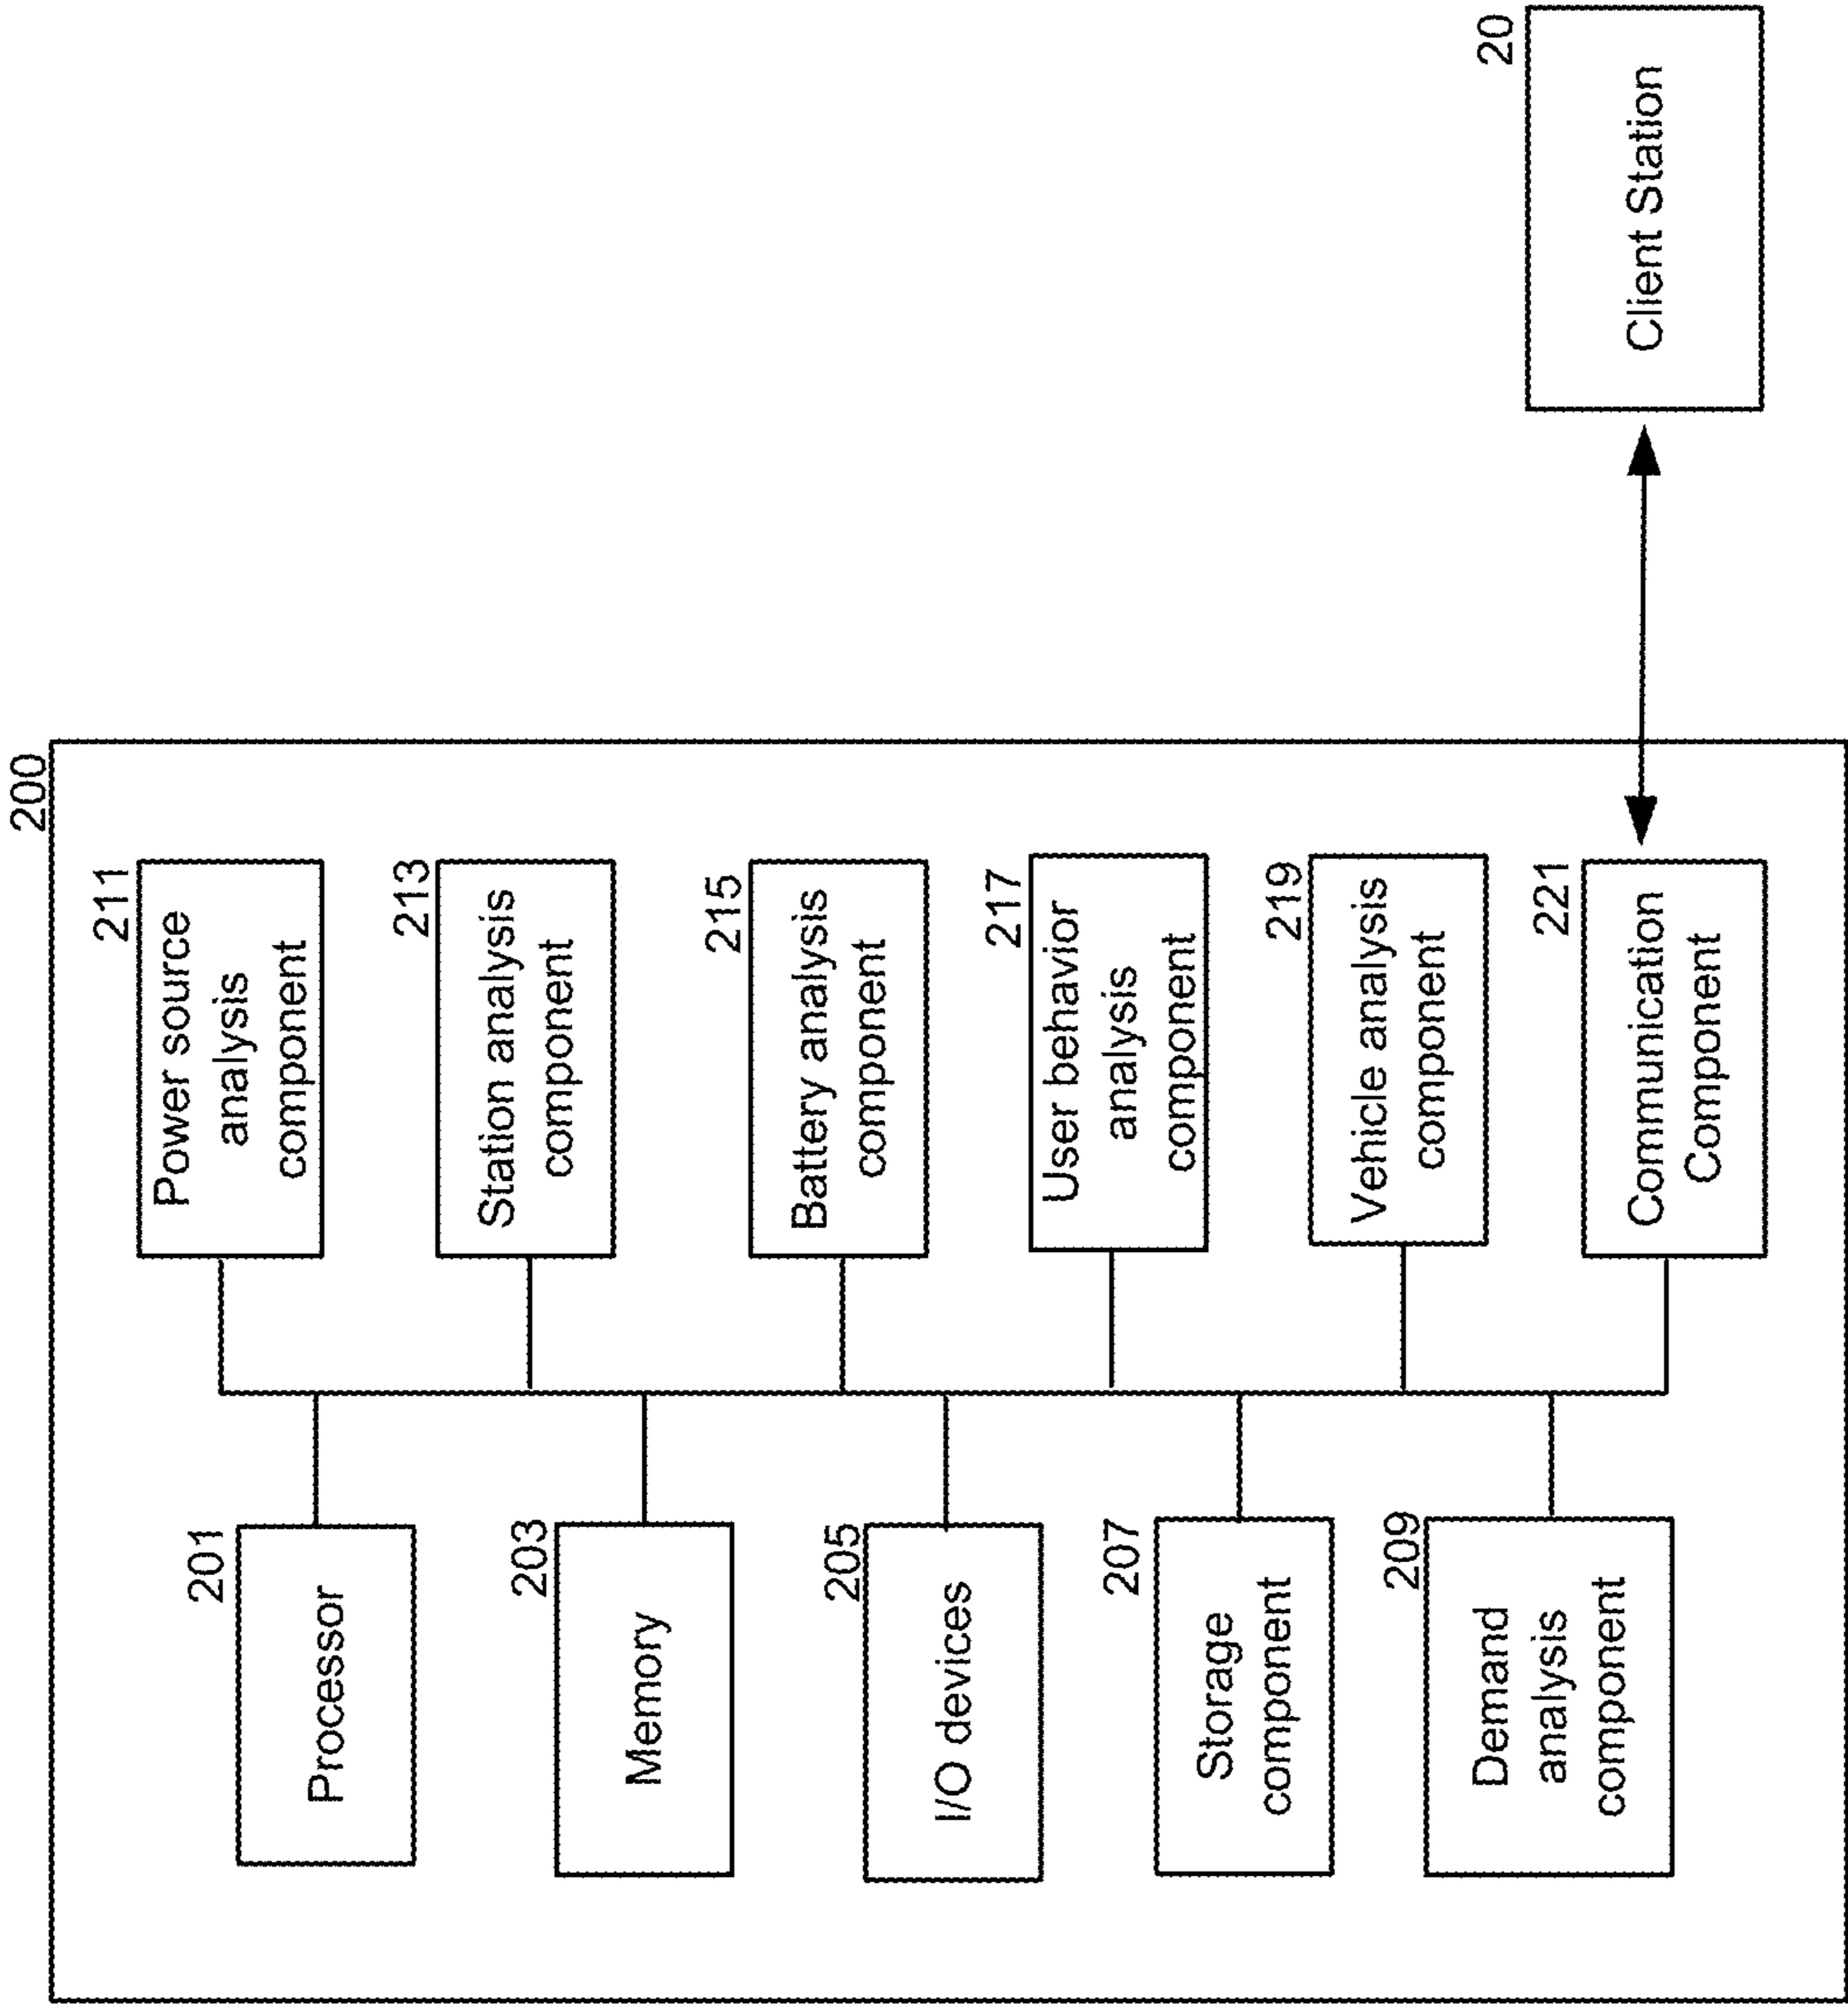 200
201
Processor
203
Memory
205
I/O devices
207
Storage
component
209
Demand
analysis
component
211
Power source
analysis
component
213
Station analysis
component
215
Battery analysis
component
217
User behavior
analysis
component
219
Vehicle analysis
component
221
Communication
Component
20
Client Station